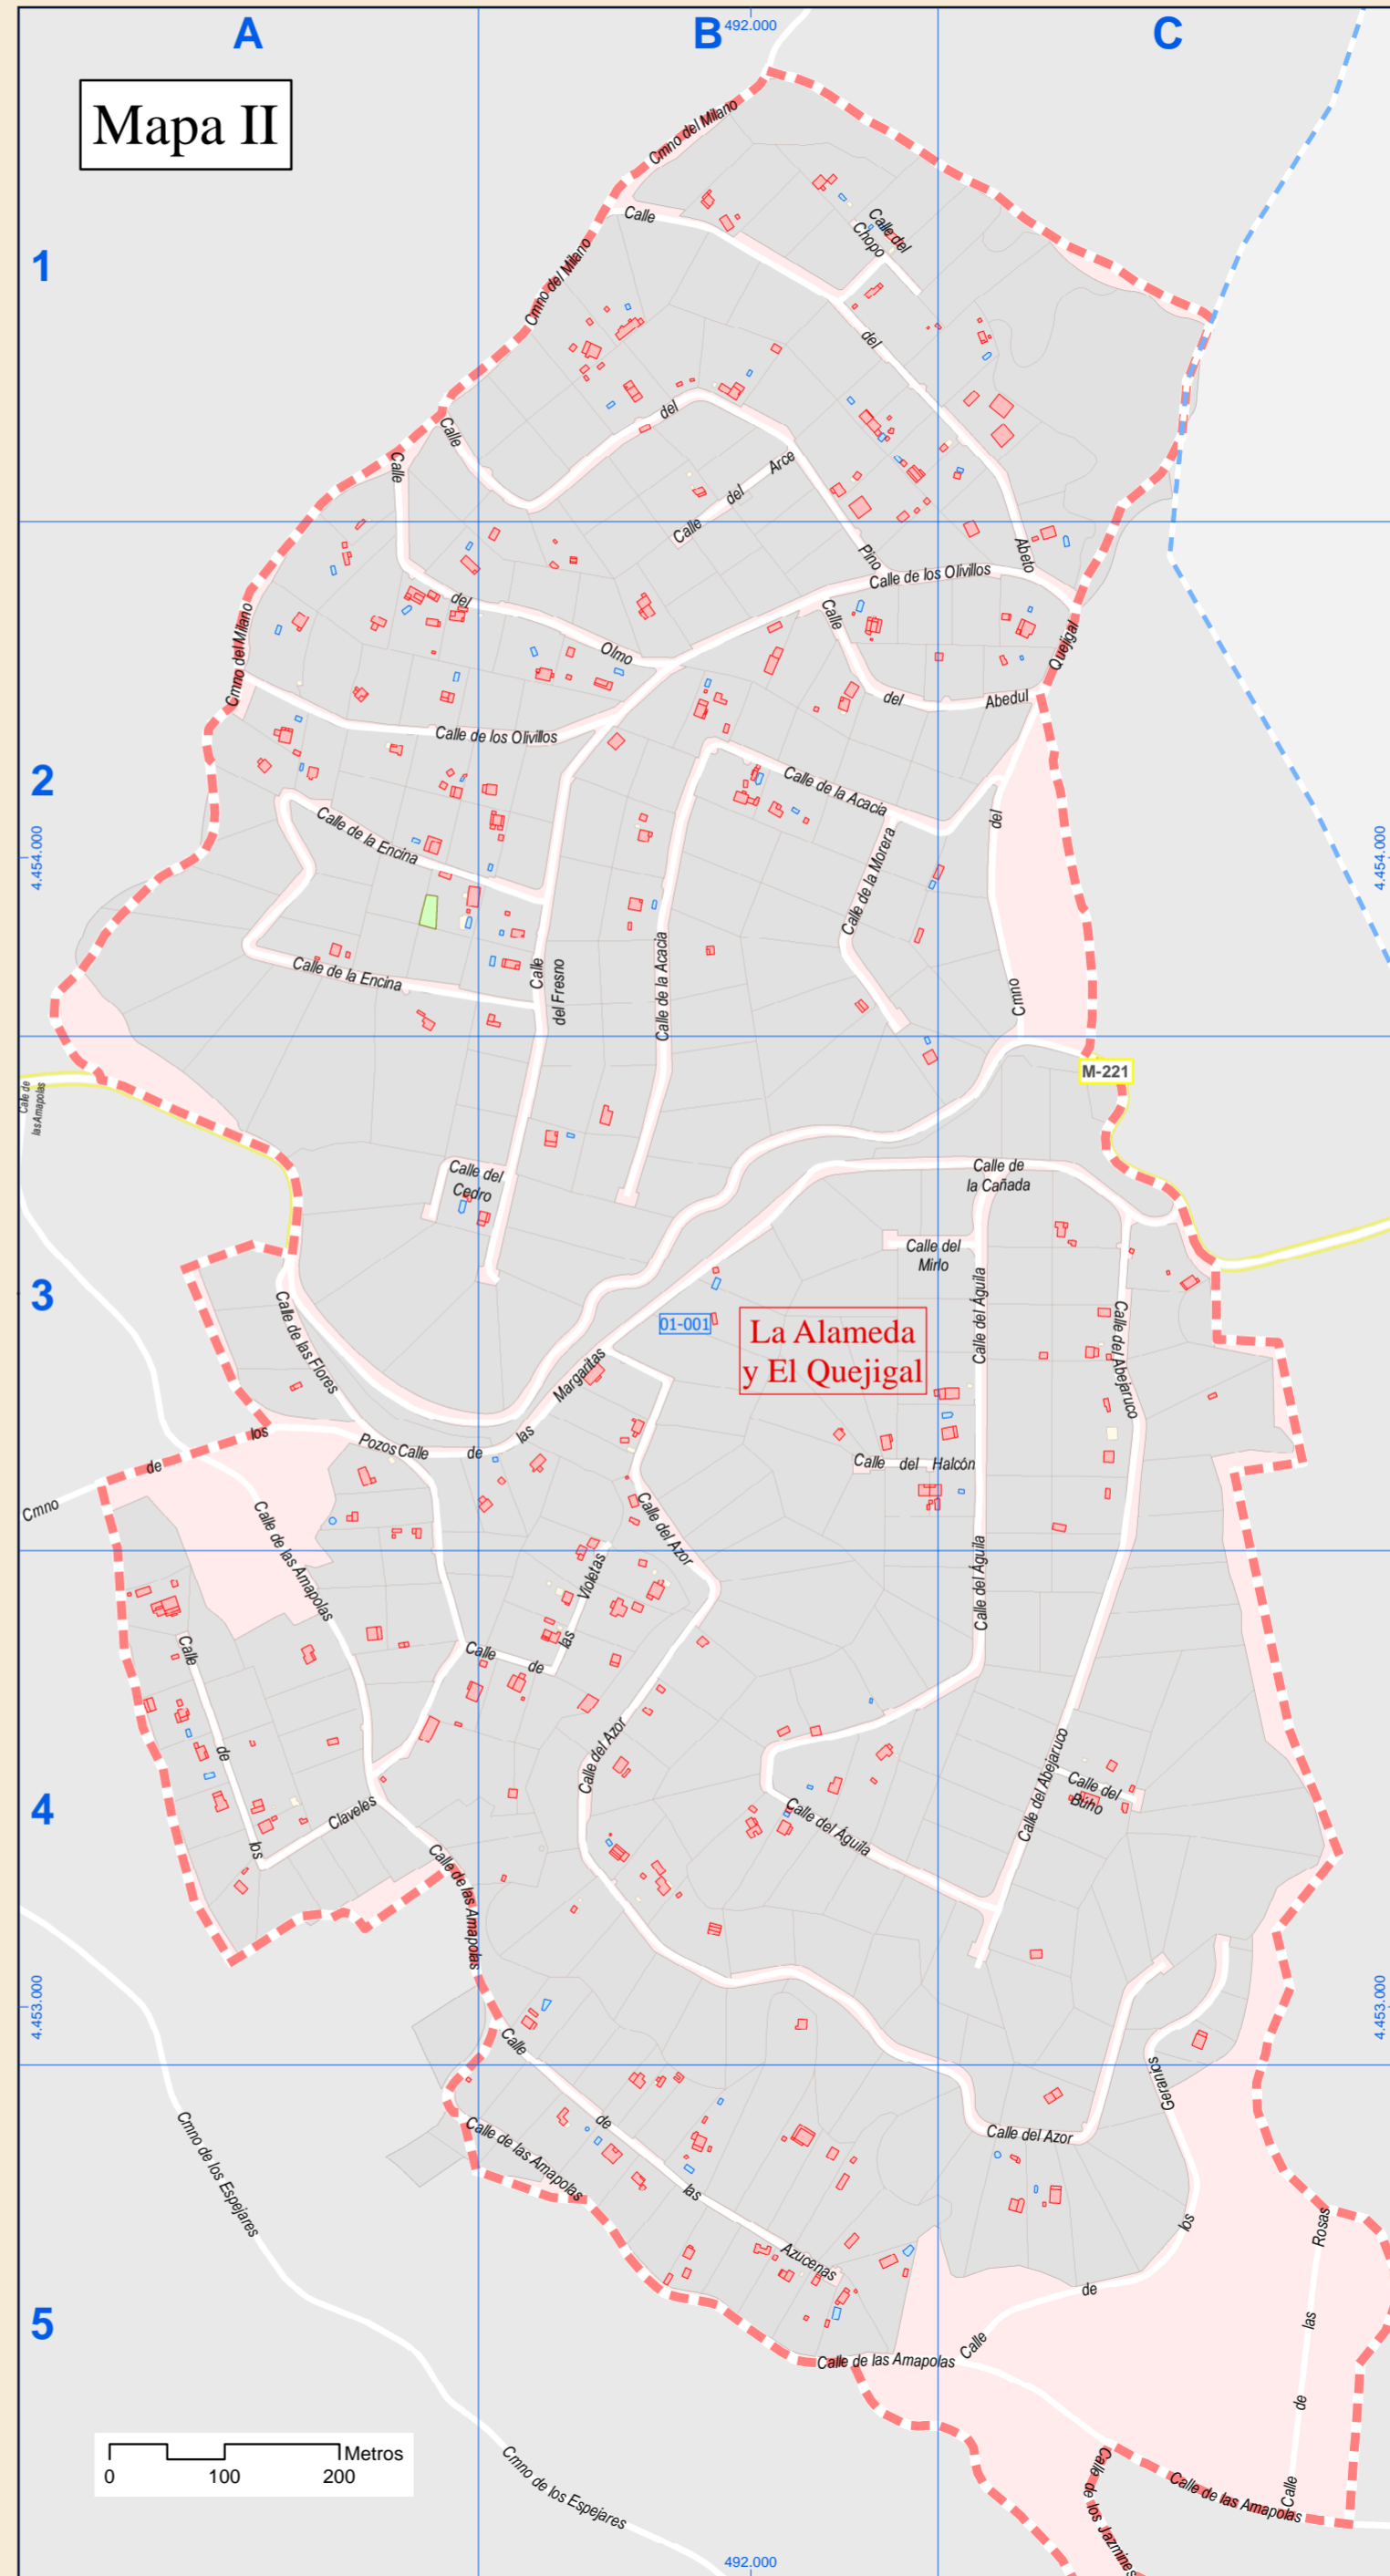 A
B
C
492.000
Mapa II
Cmno del Milano
Calle
Calle del
Chopo
1
Cmno del Milano
del
Calle
del
Calle
Calle del Arce
Pino
Abeto
Calle de los Olivillos
del
Calle
Cmno del Milano
Olmo
Quejigal
del
Abedul
Calle de los Olivillos
2
Calle de la Acacia
del
Calle de la Encina
4.454.000
4.454.000
Calle de la Morera
Calle de la Acacia
Calle de la Encina
Calle
del Fresno
Cmno
M-221
Calle de
las Amapolas
Calle del
Cedro
Calle de
la Cañada
Calle del
Mirlo
3
Calle del Águila
01-001
La Alameda
y El Quejigal
Calle del Abejaruco
Calle de las Flores
Margaritas
las
de
Calle
Pozos
los
de
Cmno
Calle del Halcón
Calle de las Amapolas
Calle del Azor
Violetas
las
de
Calle
Calle del Águila
Calle
de
los
Claveles
Calle del Azor
Calle del Abejaruco
Calle del
Búho
4
Calle del Águila
Calle de las Amapolas
4.453.000
4.453.000
Calle
de
las
Azucenas
Geranios
los
de
Calle
Calle del Azor
Calle de las Amapolas
Cmno de los Espejares
Rosas
las
de
Calle
5
Calle de las Amapolas
Calle de las Amapolas
Calle de los Jazmines
Cmno de los Espejares
Metros
0
100
200
492.000